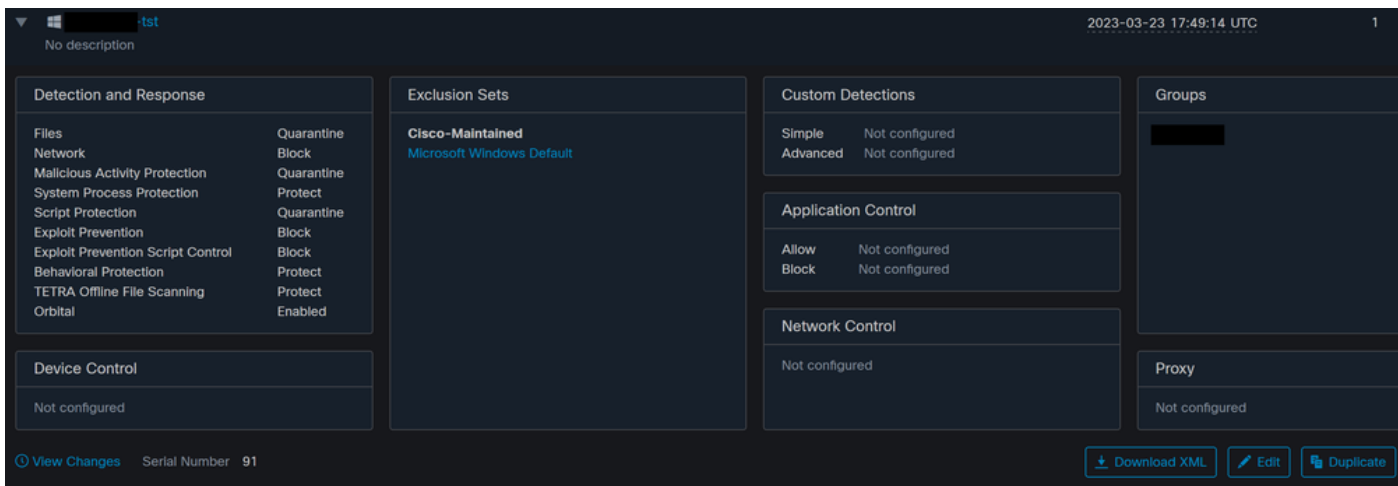 -tst
2023-03-23 17:49:14 UTC
1
No description
Detection and Response
Files Quarantine
Network Block
Malicious Activity Protection Quarantine
System Process Protection Protect
Script Protection Quarantine
Exploit Prevention Block
Exploit Prevention Script Control Block
Behavioral Protection Protect
TETRA Offline File Scanning Protect
Orbital Enabled
Device Control
Not configured
Exclusion Sets
Cisco-Maintained
Microsoft Windows Default
Custom Detections
Simple Not configured
Advanced Not configured
Application Control
Allow Not configured
Block Not configured
Network Control
Not configured
Groups
Proxy
Not configured
View Changes Serial Number 91
Download XML
Edit
Duplicate